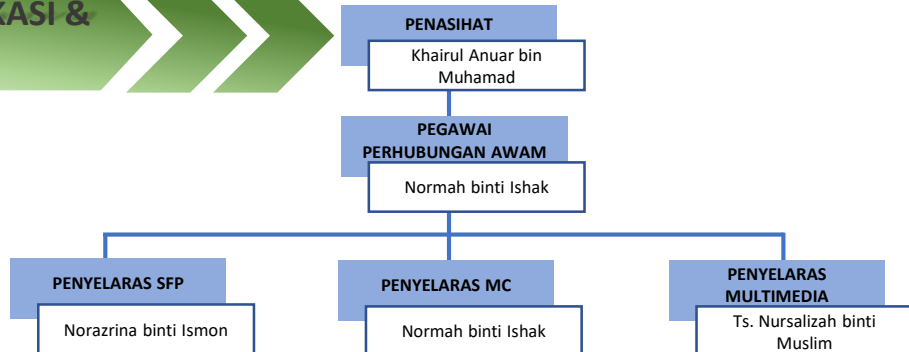 KASI &
PENASIHAT
Khairul Anuar bin
Muhamad
PEGAWAI
PERHUBUNGAN AWAM
Normah binti Ishak
PENYELARAS SFP
Norazrina binti Ismon
PENYELARAS MC
Normah binti Ishak
PENYELARAS
MULTIMEDIA
Ts. Nursalizah binti
Muslim